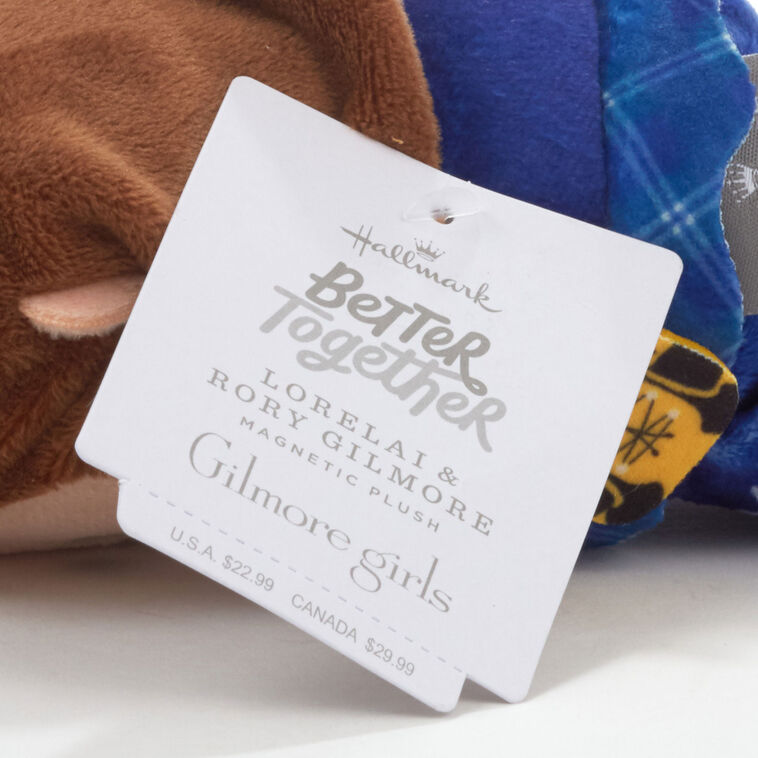 Hallmark
BETTER
Together
LORELAI &
RORY GILMORE
MAGNETIC PLUSH
Gilmore girls
U.S.A. $22.99 CANADA $29.99